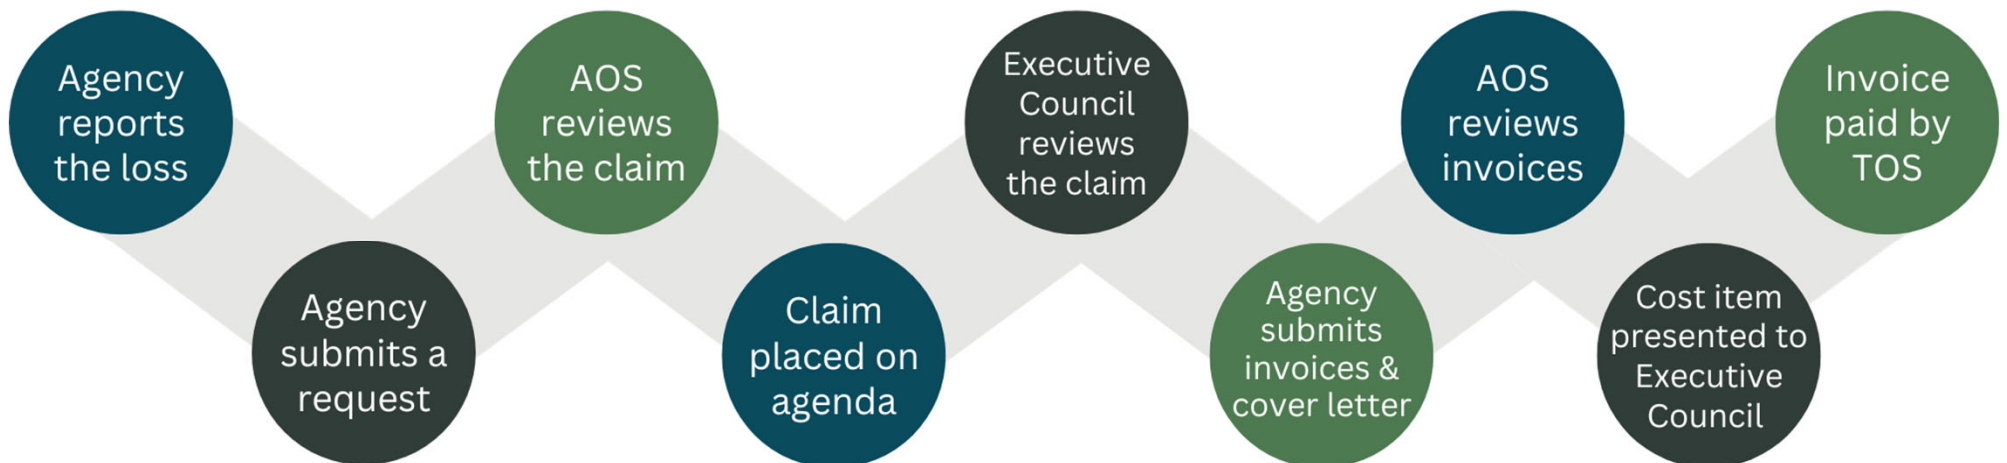 Agency
reports
the loss
Agency
submits a
request
AOS
reviews
the claim
Claim
placed on
agenda
Executive
Council
reviews
the claim
Agency
submits
invoices &
cover letter
AOS
reviews
invoices
Cost item
presented to
Executive
Council
Invoice
paid by
TOS